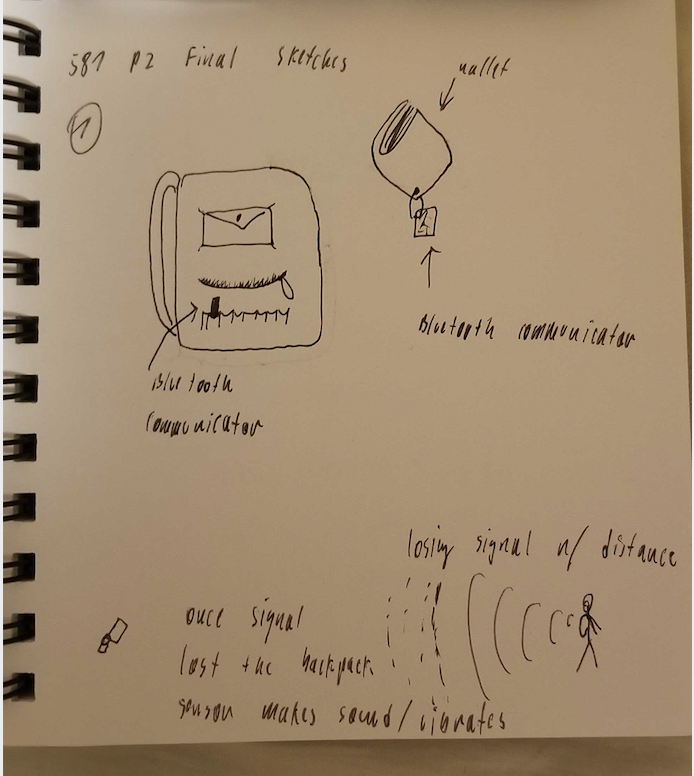 581 P2 Final sketches
1
wallet
Bluetooth communicator
Bluetooth
communicator
losing signal w/ distance
once signal
lost the backpack
sensor makes sound/vibrates